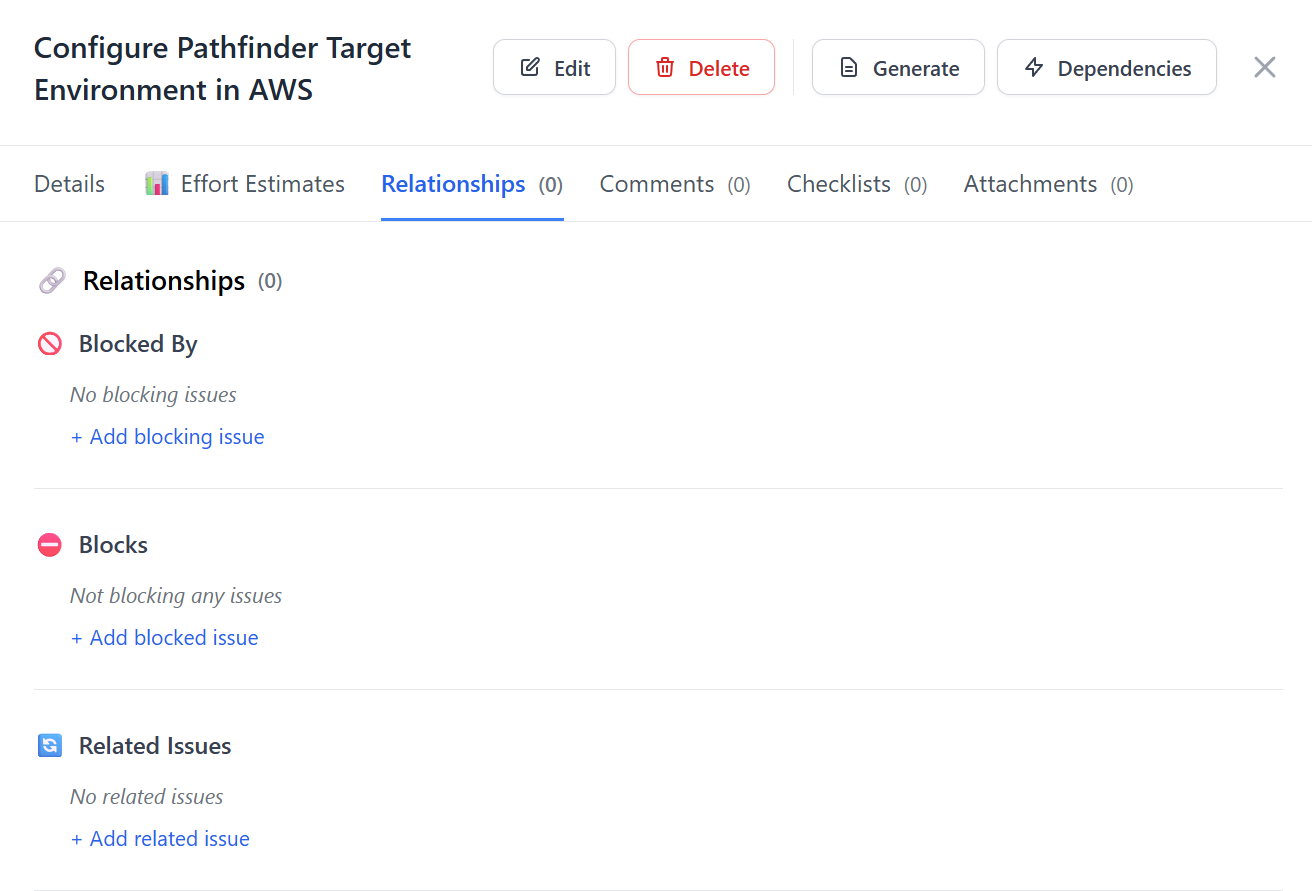 Configure Pathfinder Target
Environment in AWS
Edit
Delete
Generate
Dependencies
Details
Effort Estimates
Relationships (0)
Comments (0)
Checklists (0)
Attachments (0)
Relationships (0)
Blocked By
No blocking issues
+ Add blocking issue
Blocks
Not blocking any issues
+ Add blocked issue
Related Issues
No related issues
+ Add related issue